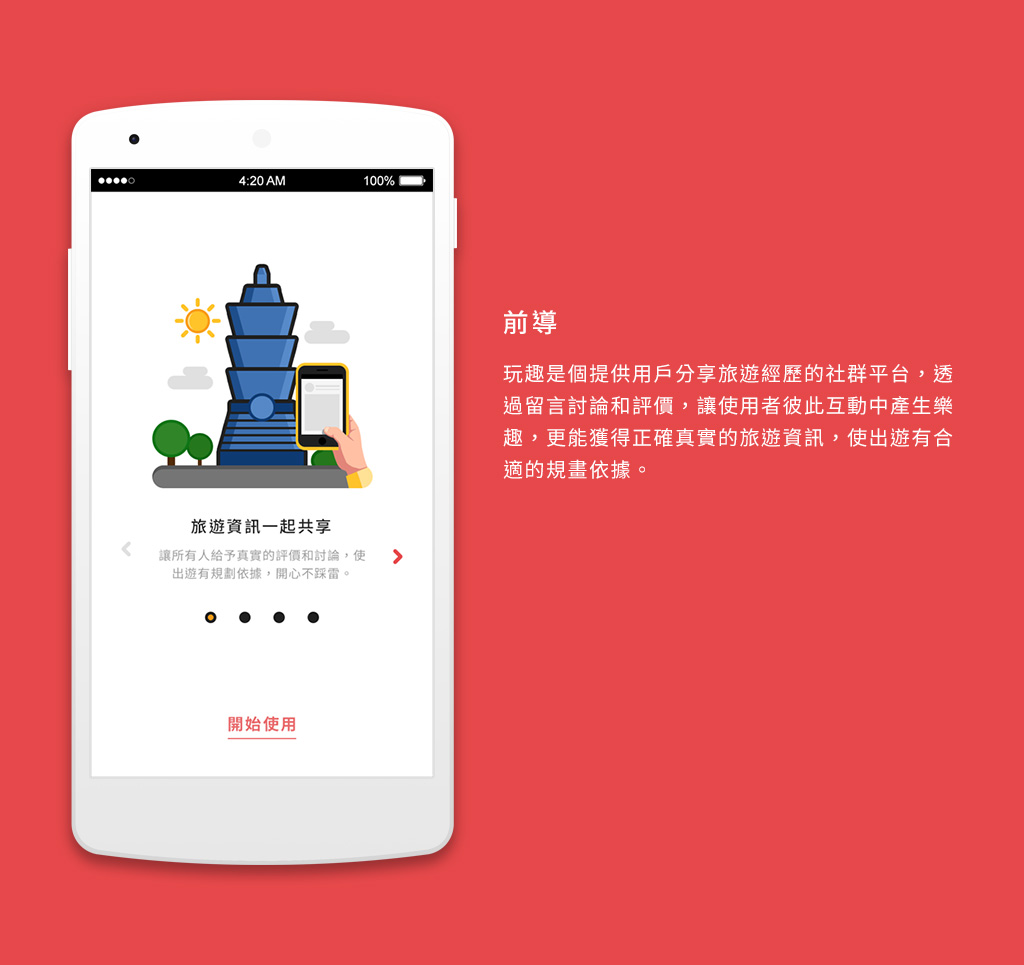 4:20 AM
100%
旅遊資訊一起共享
讓所有人給予真實的評價和討論，使
出遊有規劃依據，開心不踩雷。
開始使用
前導
玩趣是個提供用戶分享旅遊經歷的社群平台，透
過留言討論和評價，讓使用者彼此互動中產生樂
趣，更能獲得正確真實的旅遊資訊，使出遊有合
適的規畫依據。